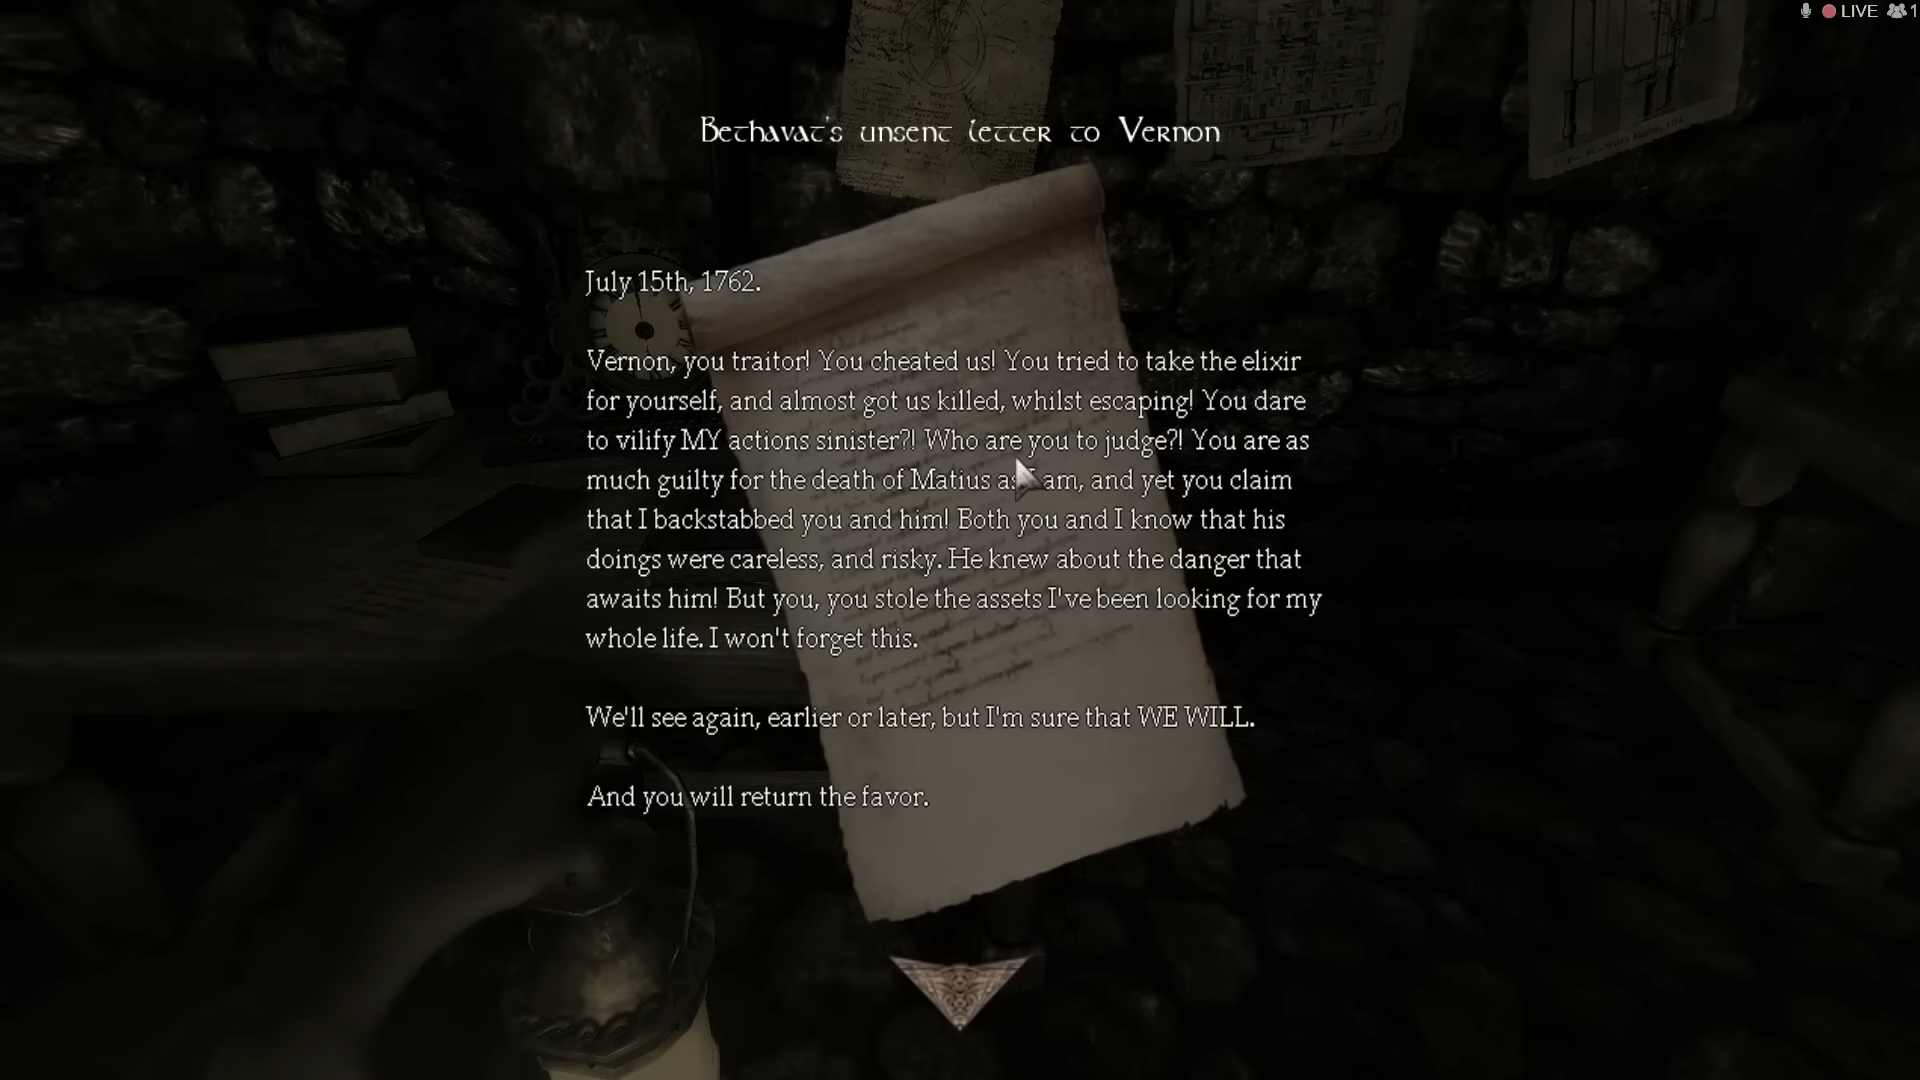 LIVE 1
Bethavat's unsent letter to Vernon
July 15th, 1762.
Vernon, you traitor! You cheated us! You tried to take the elixir
for yourself, and almost got us killed, whilst escaping! You dare
to vilify MY actions sinister?! Who are you to judge?! You are as
much guilty for the death of Matius as I am, and yet you claim
that I backstabbed you and him! Both you and I know that his
doings were careless, and risky. He knew about the danger that
awaits him! But you, you stole the assets I've been looking for my
whole life. I won't forget this.
We'll see again, earlier or later, but I'm sure that WE WILL.
And you will return the favor.